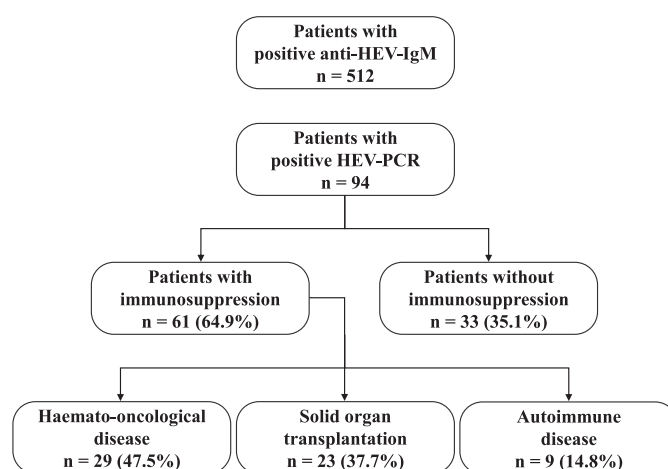 Patients with
positive anti-HEV-IgM
n = 512
Patients with
positive HEV-PCR
n = 94
Patients with
immunosuppression
n = 61 (64.9%)
Patients without
immunosuppression
n = 33 (35.1%)
Haemato-oncological
disease
n = 29 (47.5%)
Solid organ
transplantation
n = 23 (37.7%)
Autoimmune
disease
n = 9 (14.8%)